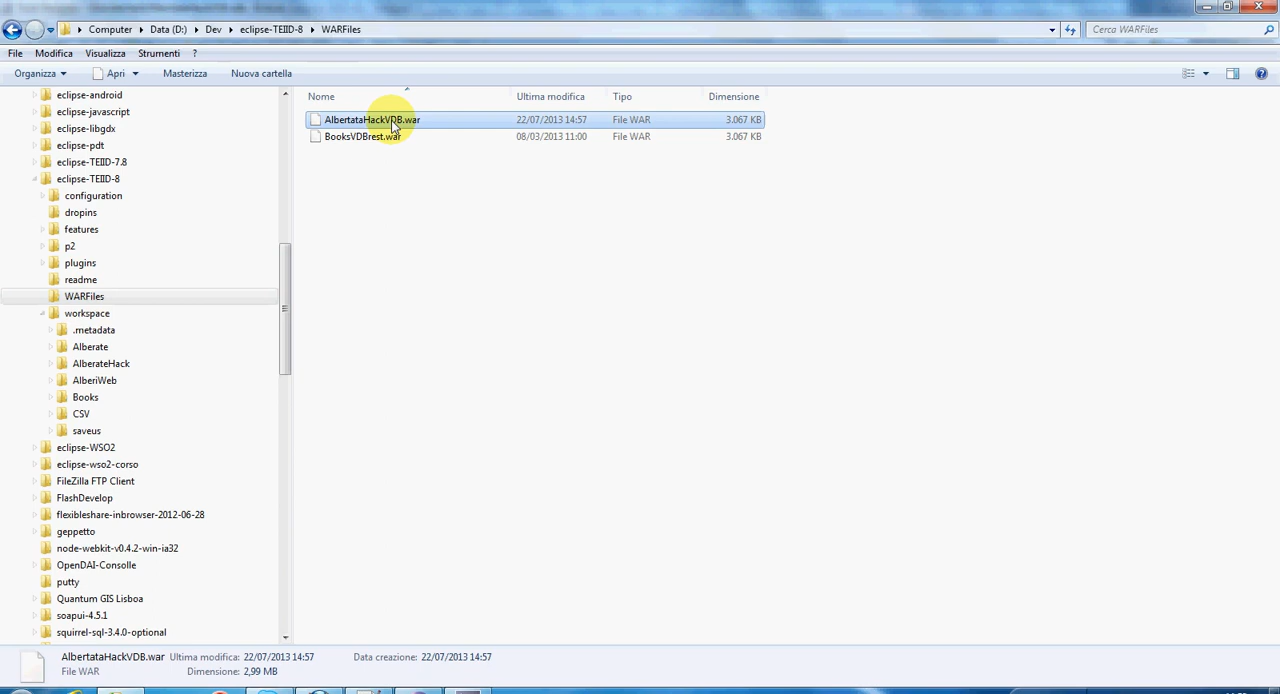 Computer Data (D:) Dev eclipse-TEIID-8 WARFiles
Cerca WARFiles
File Modifica Visualizza Strumenti ?
Organizza Apri Masterizza Nuova cartella
eclipse-android
eclipse-javascript
eclipse-libgdx
eclipse-pdt
eclipse-TEIID-7.8
eclipse-TEIID-8
configuration
dropins
features
p2
plugins
readme
WARFiles
workspace
.metadata
Alberate
AlberateHack
AlberiWeb
Books
CSV
saveus
eclipse-WSO2
eclipse-wso2-corso
FileZilla FTP Client
FlashDevelop
flexibleshare-inbrowser-2012-06-28
geppetto
node-webkit-v0.4.2-win-ia32
OpenDAI-Consolle
putty
Quantum GIS Lisboa
soapui-4.5.1
squirrel-sql-3.4.0-optional
Nome Ultima modifica Tipo Dimensione
AlbertataHackVDB.war 22/07/2013 14:57 File WAR 3.067 KB
BooksVDBrest.war 08/03/2013 11:00 File WAR 3.067 KB
AlbertataHackVDB.war Ultima modifica: 22/07/2013 14:57 Data creazione: 22/07/2013 14:57
File WAR Dimensione: 2,99 MB